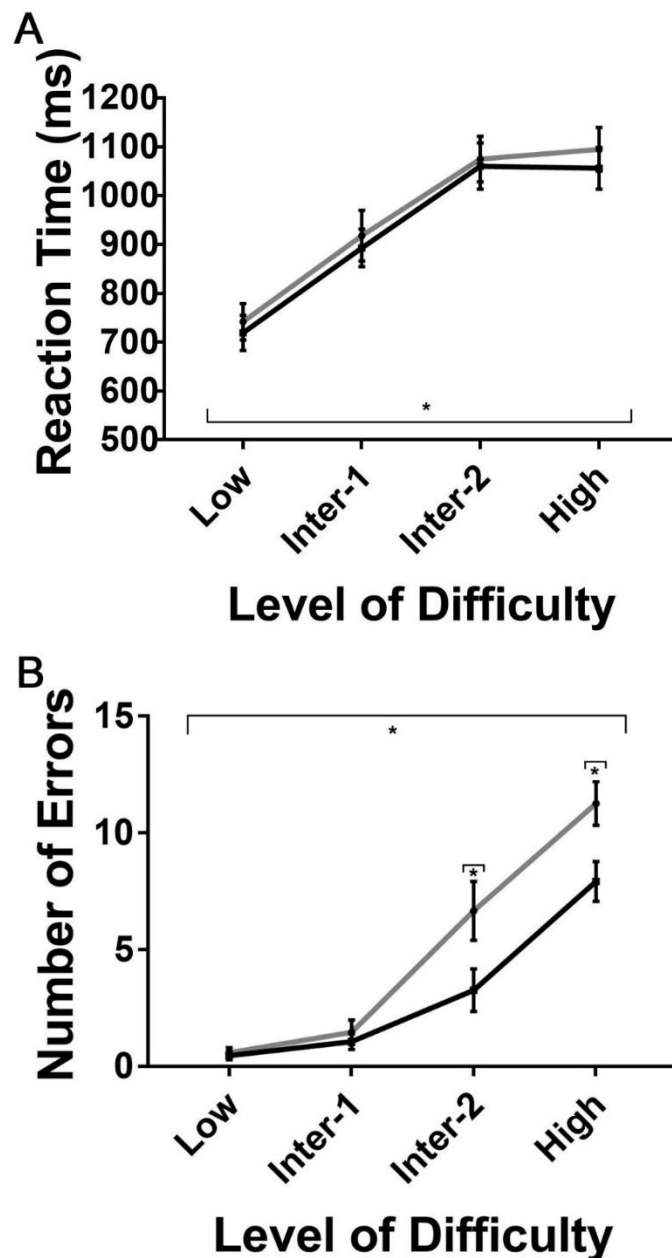 A
Reaction Time (ms)
1200
1100
1000
900
800
700
600
500
*
Low
Inter-1
Inter-2
High
Level of Difficulty
B
Number of Errors
15
10
5
0
*
*
*
Low
Inter-1
Inter-2
High
Level of Difficulty